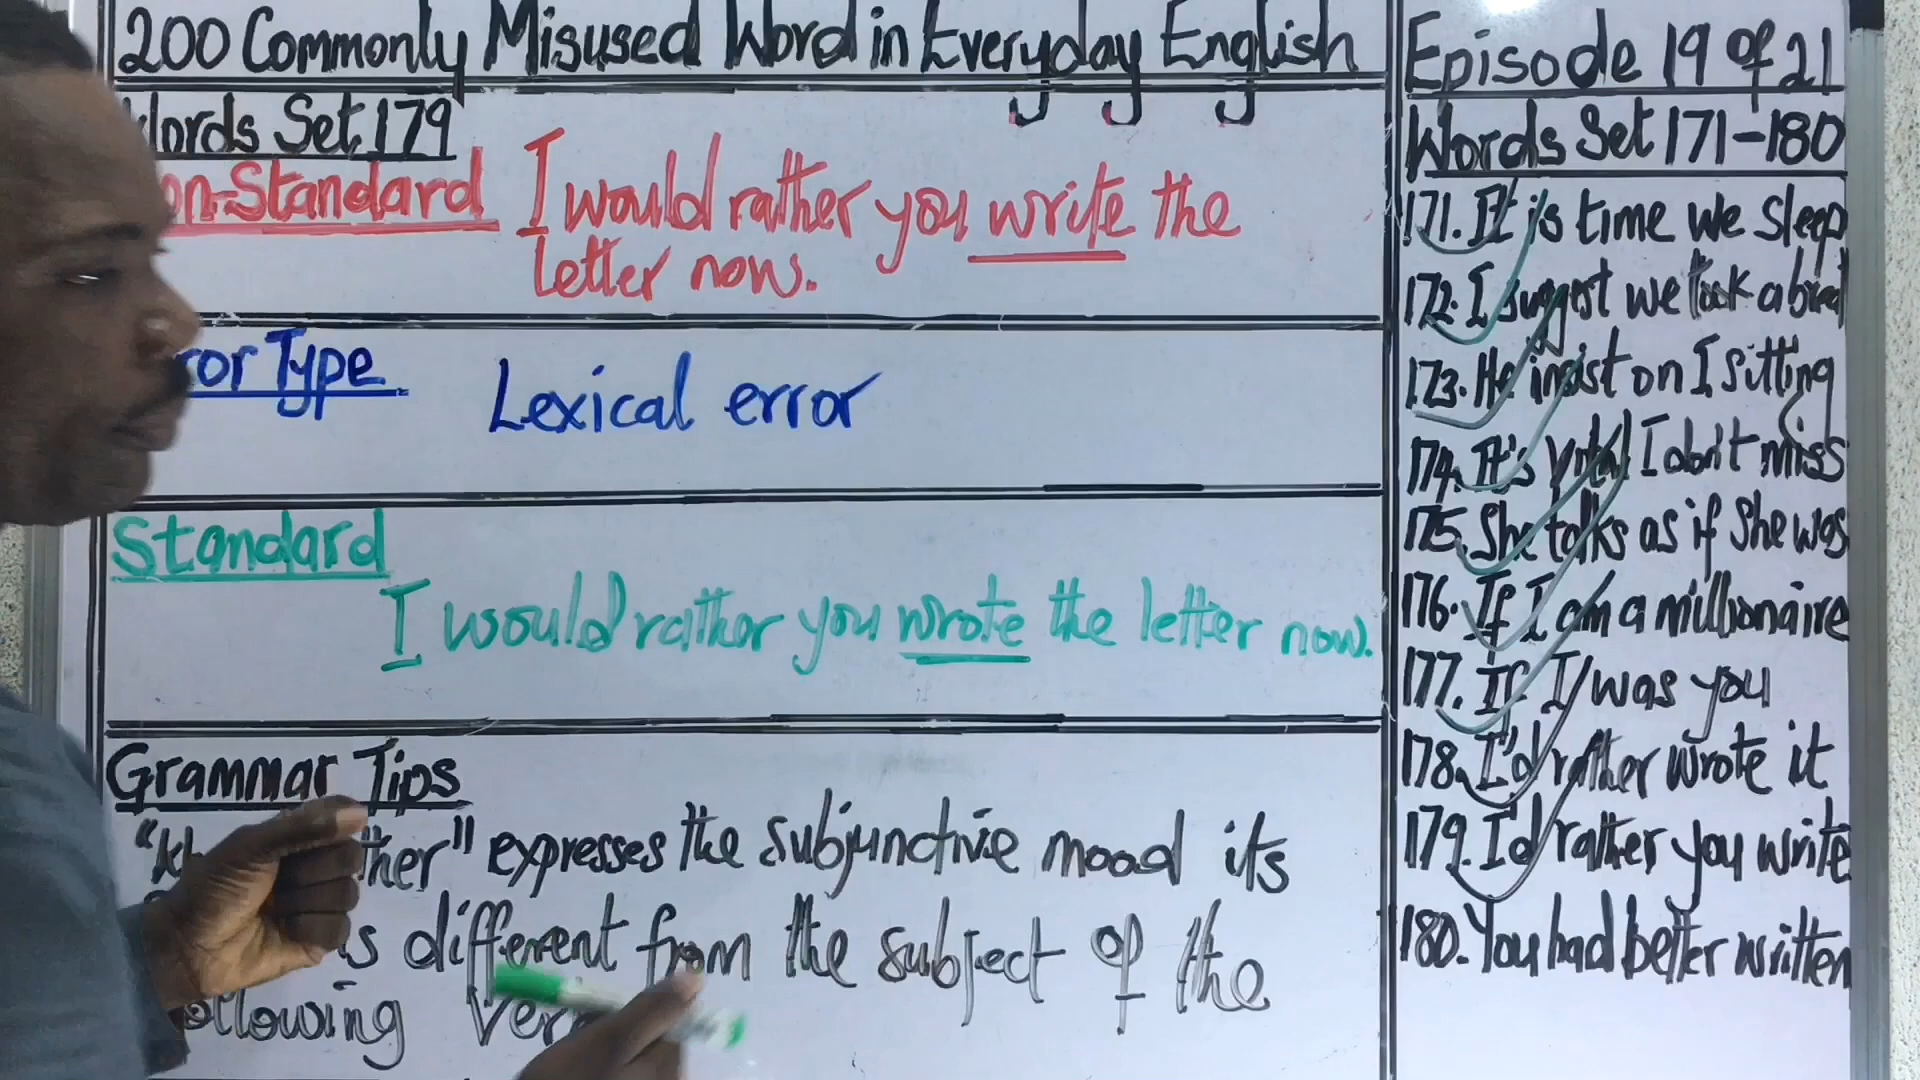 200 Commonly Misused Word in Everyday English
Words Set 179
Non-Standard I would rather you write the
letter now.
Error Type Lexical error
Standard
I would rather you wrote the letter now.
Grammar Tips
expresses the subjunctive mood its
is different from the subject of the
following
Episode 19 of 21
Words Set 171-180
171. It is time we sleep
172. I suggest we took a
173. He insist on I sitting
174. It's vital I don't miss
175. She talks as if she was
176. If I am a millionaire
177. If I was you
178. I'd rather wrote it
179. I'd rather you write
180. You had better written